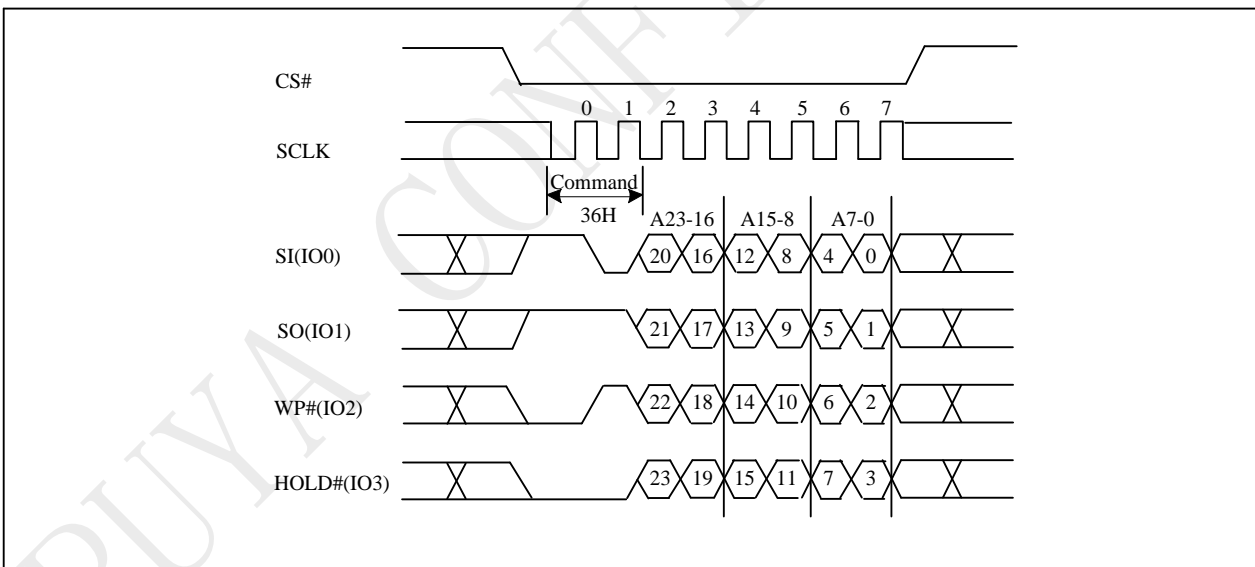 CS#
0 1 2 3 4 5 6 7
SCLK
Command
36H
A23-16 A15-8 A7-0
SI(IO0) 20 16 12 8 4 0
SO(IO1) 21 17 13 9 5 1
WP#(IO2) 22 18 14 10 6 2
HOLD#(IO3) 23 19 15 11 7 3
PUYA CONF